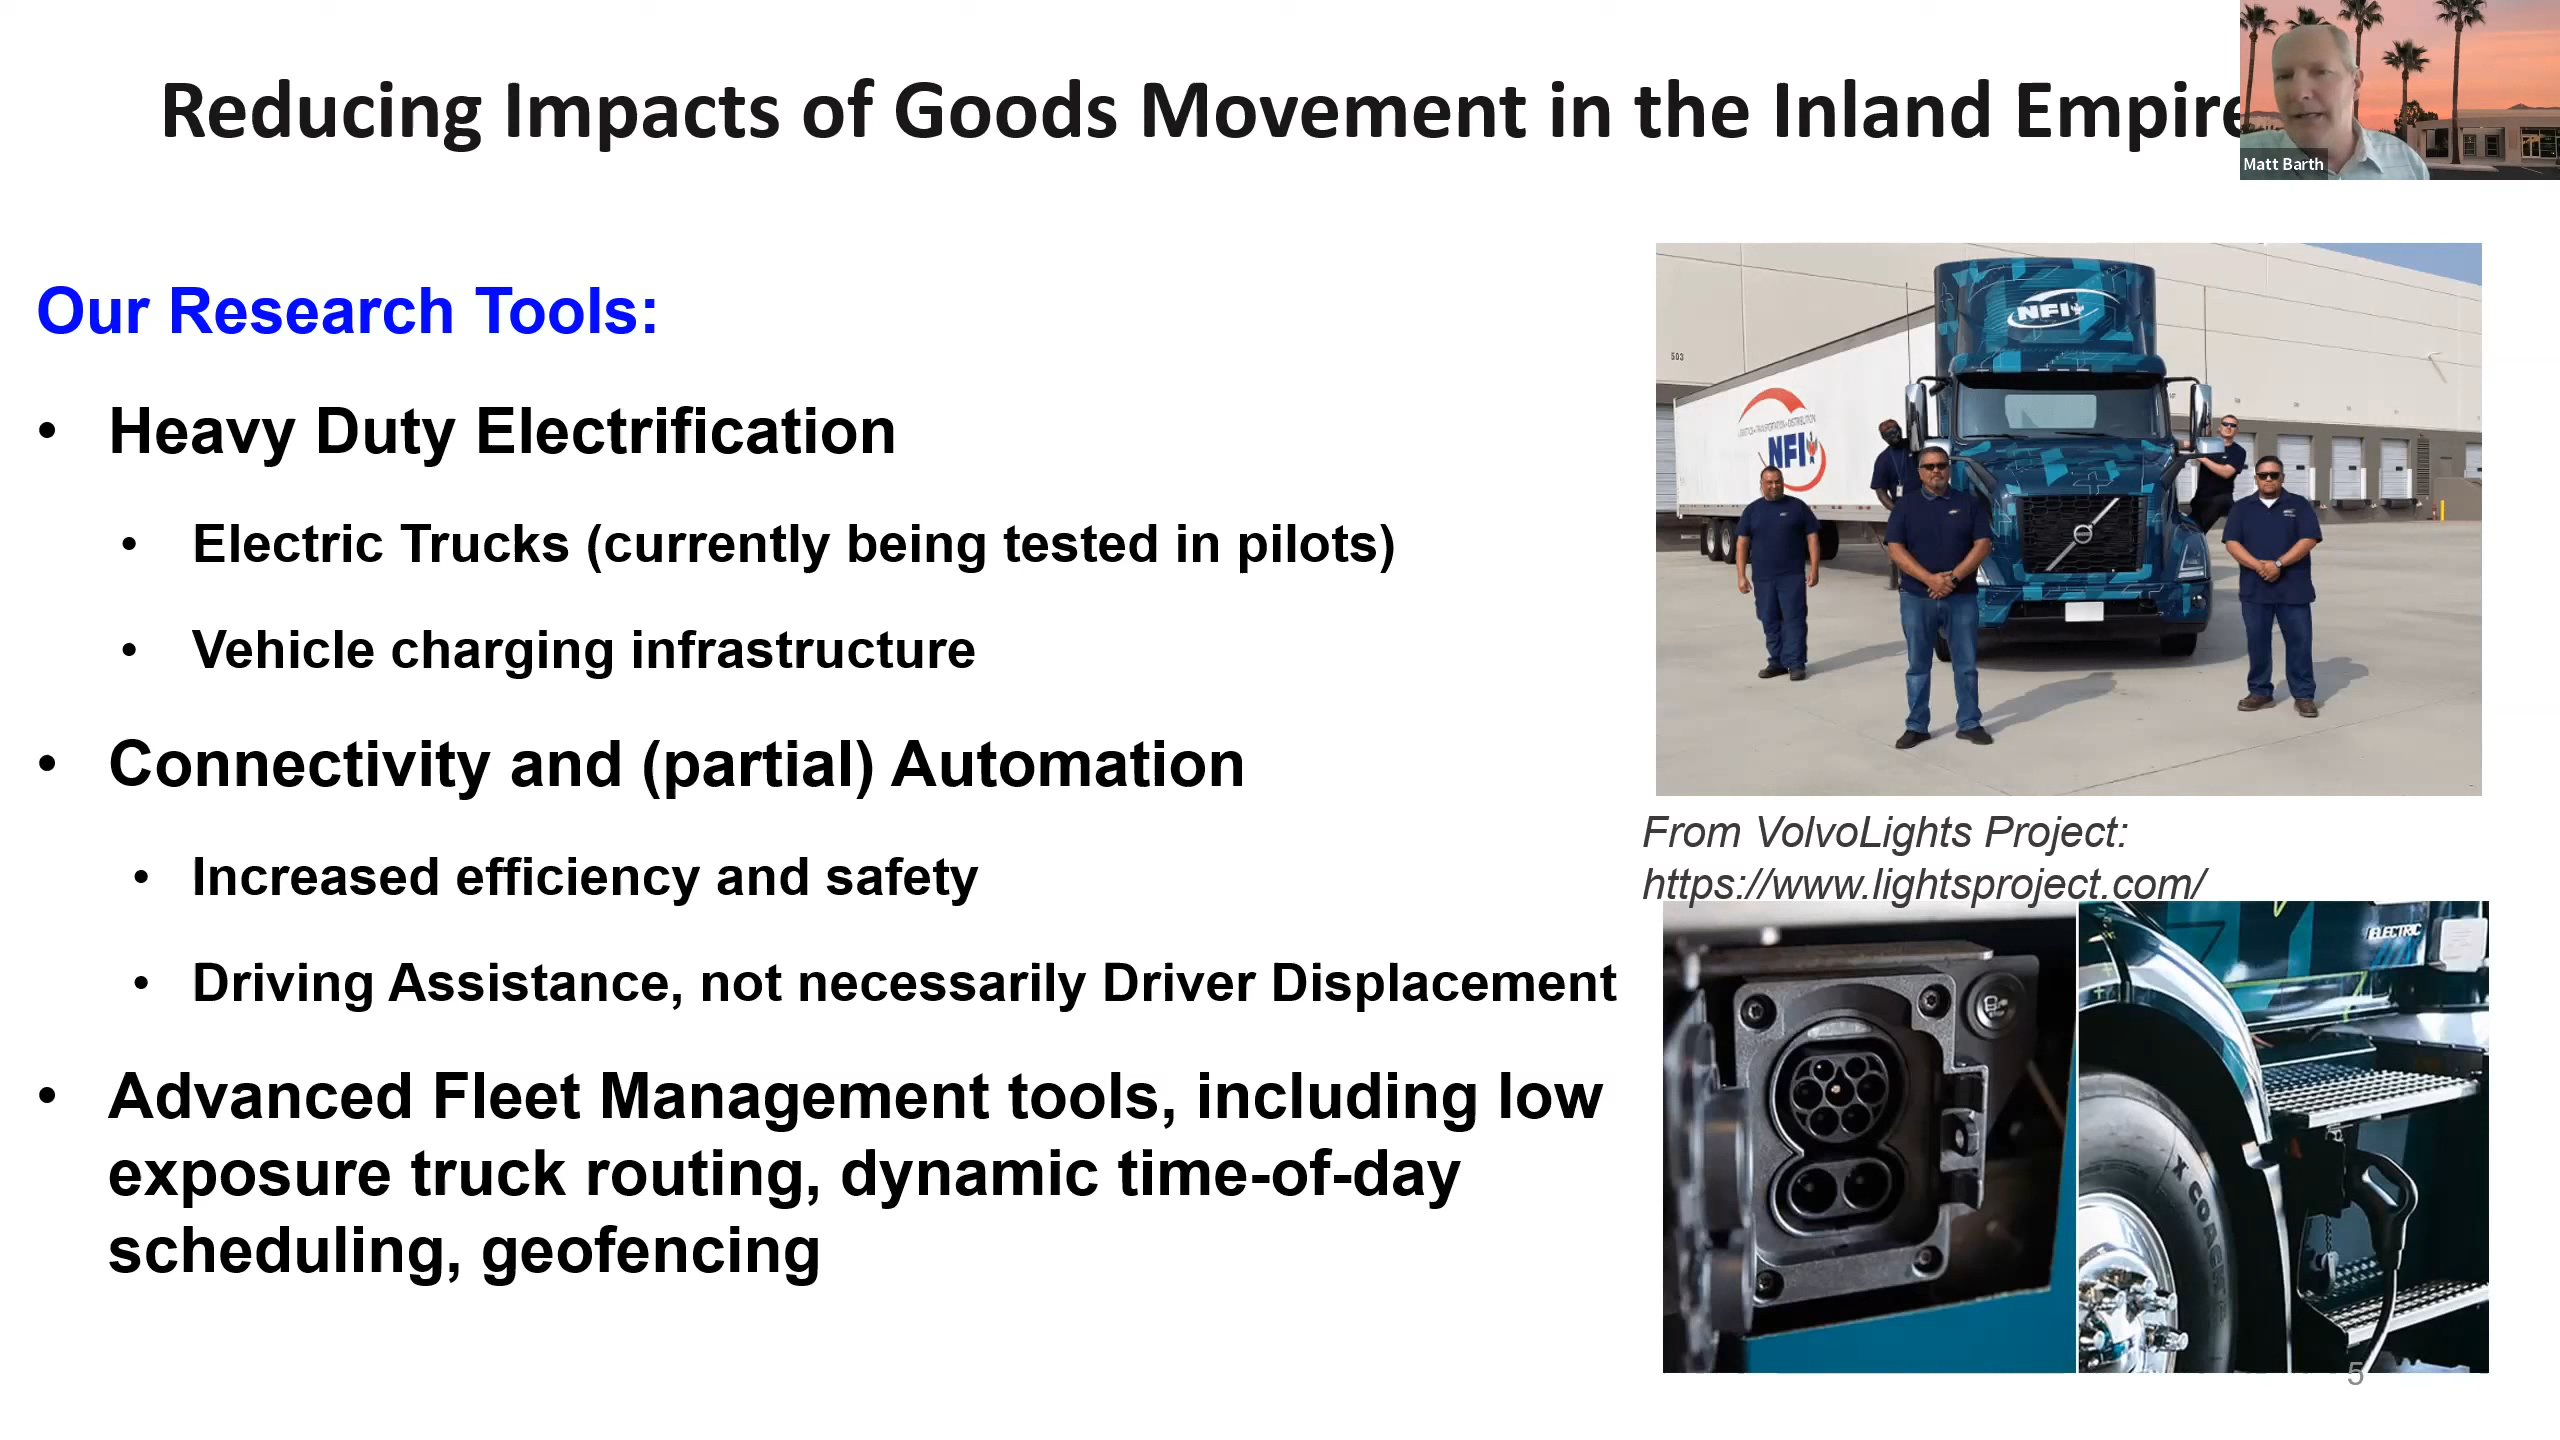 Reducing Impacts of Goods Movement in the Inland Empire
Matt Barth
Our Research Tools:
• Heavy Duty Electrification
• Electric Trucks (currently being tested in pilots)
• Vehicle charging infrastructure
• Connectivity and (partial) Automation
• Increased efficiency and safety
• Driving Assistance, not necessarily Driver Displacement
• Advanced Fleet Management tools, including low
exposure truck routing, dynamic time-of-day
scheduling, geofencing
NFI
503
NFI
From VolvoLights Project:
https://www.lightsproject.com/
ELECTRIC
X COACH
5